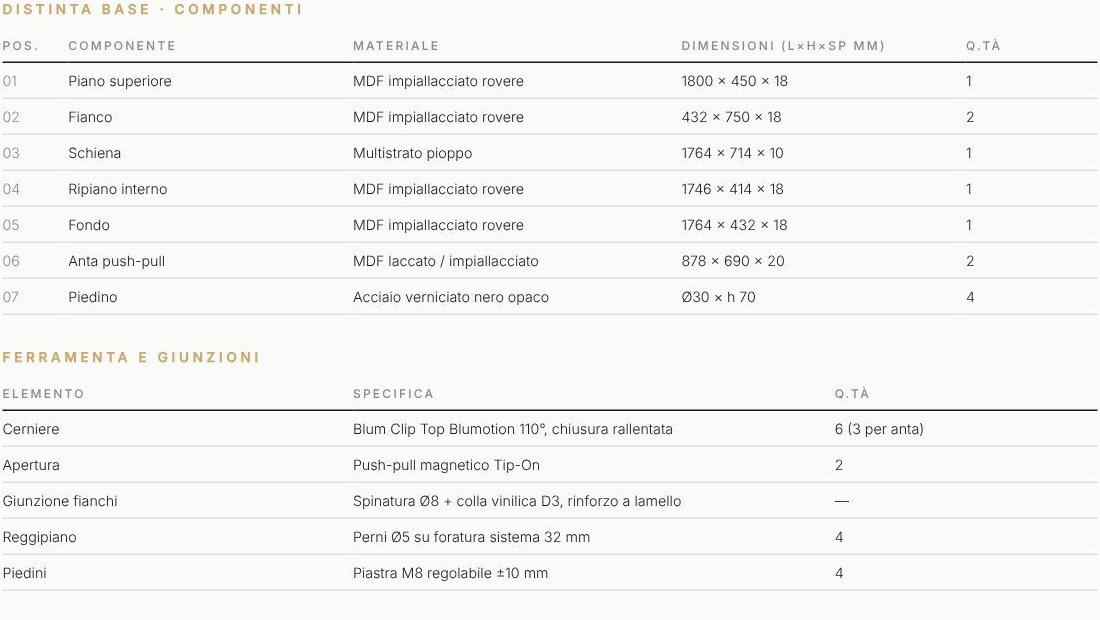 DISTINTA BASE · COMPONENTI
POS. COMPONENTE MATERIALE DIMENSIONI (L×H×SP MM) Q.TÀ
01 Piano superiore MDF impiallacciato rovere 1800 × 450 × 18 1
02 Fianco MDF impiallacciato rovere 432 × 750 × 18 2
03 Schiena Multistrato pioppo 1764 × 714 × 10 1
04 Ripiano interno MDF impiallacciato rovere 1746 × 414 × 18 1
05 Fondo MDF impiallacciato rovere 1764 × 432 × 18 1
06 Anta push-pull MDF laccato / impiallacciato 878 × 690 × 20 2
07 Piedino Acciaio verniciato nero opaco Ø30 × h 70 4
FERRAMENTA E GIUNZIONI
ELEMENTO SPECIFICA Q.TÀ
Cerniere Blum Clip Top Blumotion 110°, chiusura rallentata 6 (3 per anta)
Apertura Push-pull magnetico Tip-On 2
Giunzione fianchi Spinatura Ø8 + colla vinilica D3, rinforzo a lamello —
Reggipiano Perni Ø5 su foratura sistema 32 mm 4
Piedini Piastra M8 regolabile ±10 mm 4